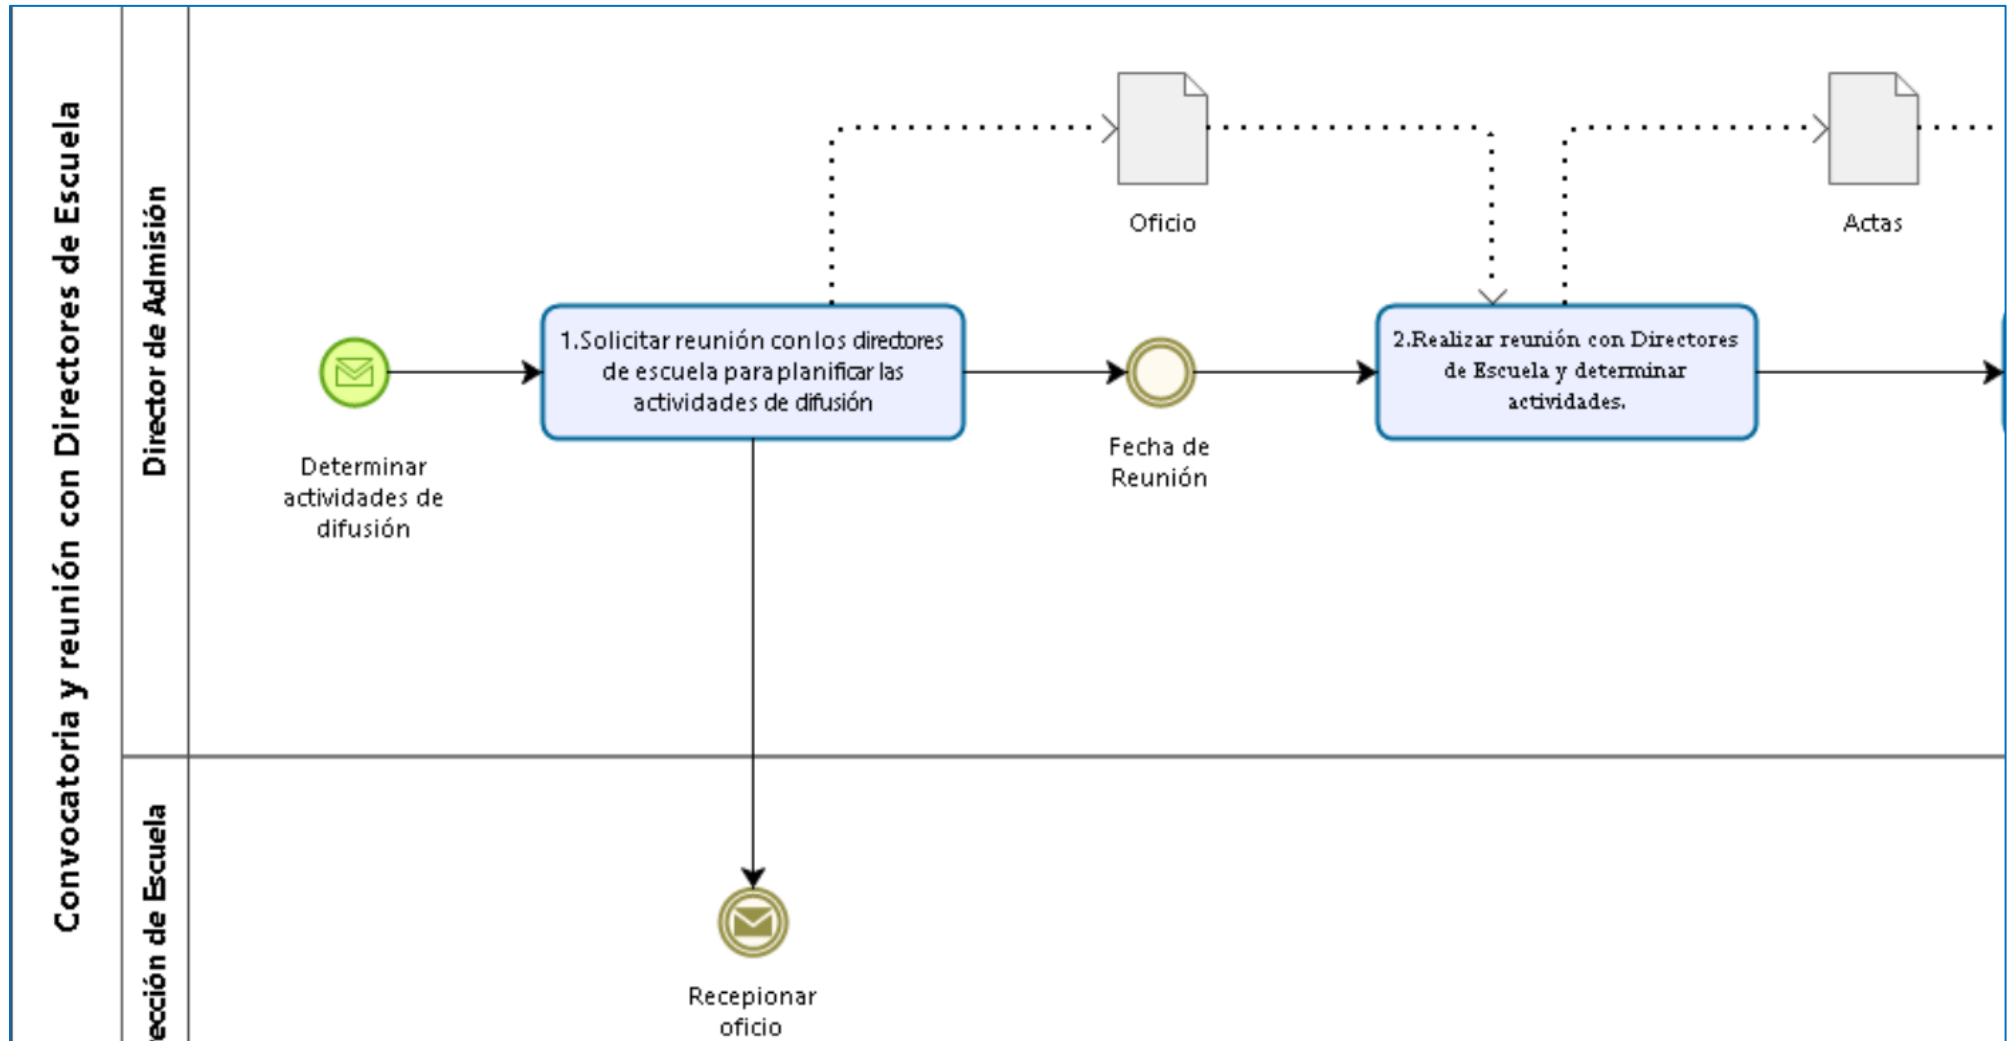 Convocatoria y reunión con Directores de Escuela
Director de Admisión
Oficio
Actas
1.Solicitar reunión con los directores
de escuela para planificar las
actividades de difusión
2.Realizar reunión con Directores
de Escuela y determinar
actividades.
Determinar
actividades de
difusión
Fecha de
Reunión
de Escuela
Recepionar
oficio